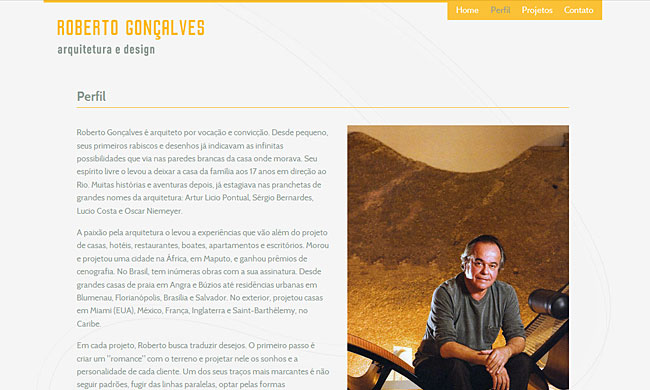 Home Perfil Projetos Contato
ROBERTO GONÇALVES
arquitetura e design
Perfil
Roberto Gonçalves é arquiteto por vocação e convicção. Desde pequeno,
seus primeiros rabiscos e desenhos já indicavam as infinitas
possibilidades que via nas paredes brancas da casa onde morava. Seu
espírito livre o levou a deixar a casa da família aos 17 anos em direção ao
Rio. Muitas histórias e aventuras depois, já estagiava nas pranchetas de
grandes nomes da arquitetura: Artur Licio Pontual, Sérgio Bernardes,
Lucio Costa e Oscar Niemeyer.
A paixão pela arquitetura o levou a experiências que vão além do projeto
de casas, hotéis, restaurantes, boates, apartamentos e escritórios. Morou
e projetou uma cidade na África, em Maputo, e ganhou prêmios de
cenografia. No Brasil, tem inúmeras obras com a sua assinatura. Desde
grandes casas de praia em Angra e Búzios até residências urbanas em
Blumenau, Florianópolis, Brasília e Salvador. No exterior, projetou casas
em Miami (EUA), México, França, Inglaterra e Saint-Barthélemy, no
Caribe.
Em cada projeto, Roberto busca traduzir desejos. O primeiro passo é
criar um "romance" com o terreno e projetar nele os sonhos e a
personalidade de cada cliente. Um dos seus traços mais marcantes é não
seguir padrões, fugir das linhas paralelas, optar pelas formas